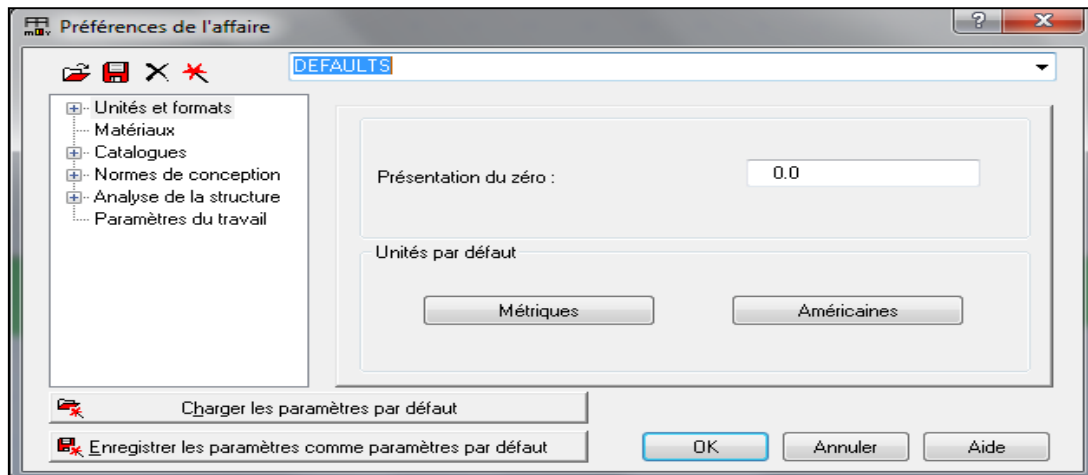 Préférences de l'affaire
DEFAULTS
Unités et formats
Matériaux
Catalogues
Normes de conception
Analyse de la structure
Paramètres du travail
Présentation du zéro :
0.0
Unités par défaut
Métriques
Américaines
Charger les paramètres par défaut
Enregistrer les paramètres comme paramètres par défaut
OK
Annuler
Aide